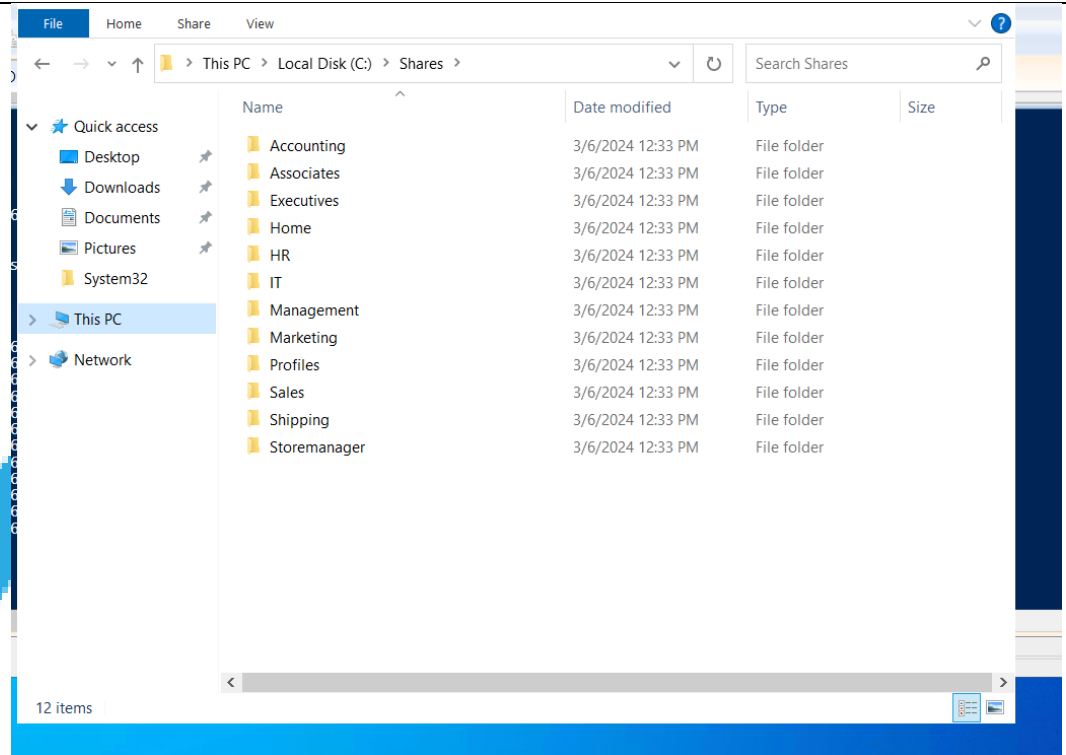 File Home Share View
This PC > Local Disk (C:) > Shares >
Search Shares
Name Date modified Type Size
Quick access
Desktop
Downloads
Documents
Pictures
System32
This PC
Network
Accounting 3/6/2024 12:33 PM File folder
Associates 3/6/2024 12:33 PM File folder
Executives 3/6/2024 12:33 PM File folder
Home 3/6/2024 12:33 PM File folder
HR 3/6/2024 12:33 PM File folder
IT 3/6/2024 12:33 PM File folder
Management 3/6/2024 12:33 PM File folder
Marketing 3/6/2024 12:33 PM File folder
Profiles 3/6/2024 12:33 PM File folder
Sales 3/6/2024 12:33 PM File folder
Shipping 3/6/2024 12:33 PM File folder
Storemanager 3/6/2024 12:33 PM File folder
12 items